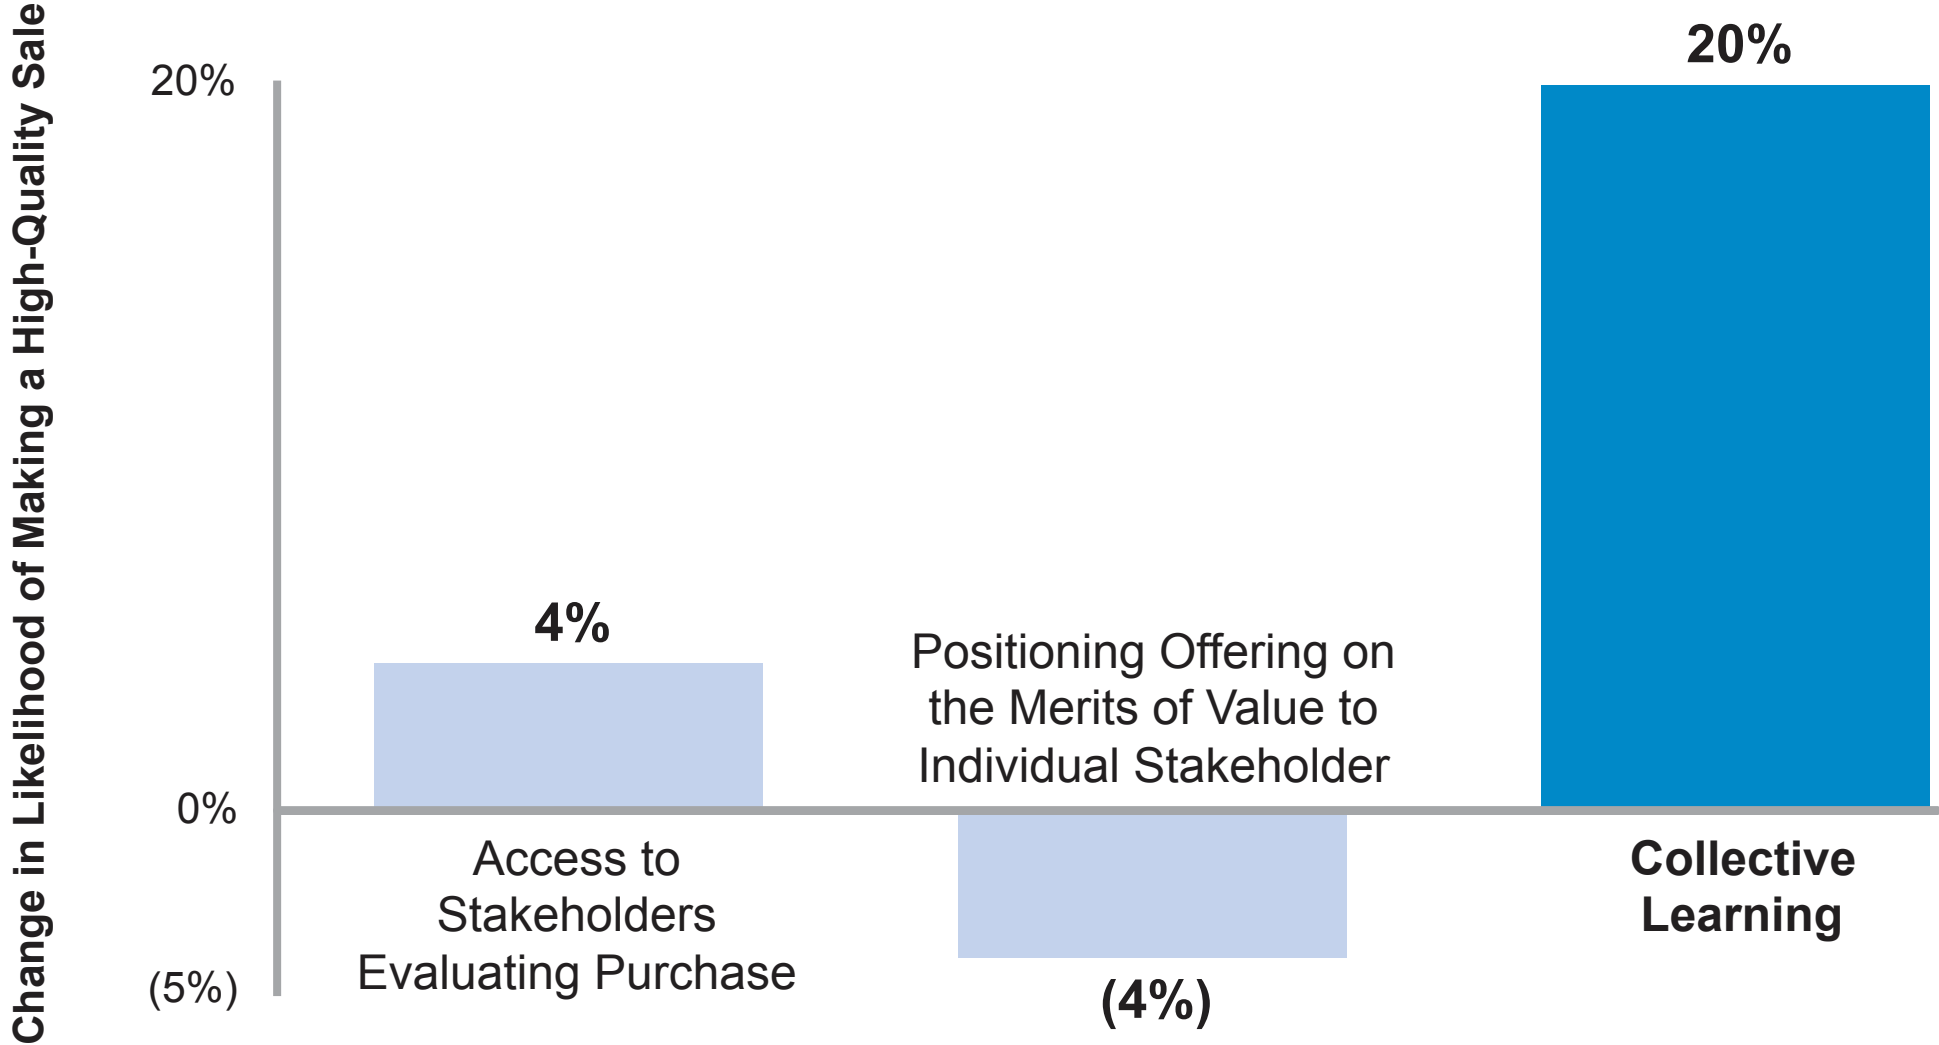 Change in Likelihood of Making a High-Quality Sale
20%
0%
(5%)
4%
Access to
Stakeholders
Evaluating Purchase
Positioning Offering on
the Merits of Value to
Individual Stakeholder
(4%)
20%
Collective
Learning